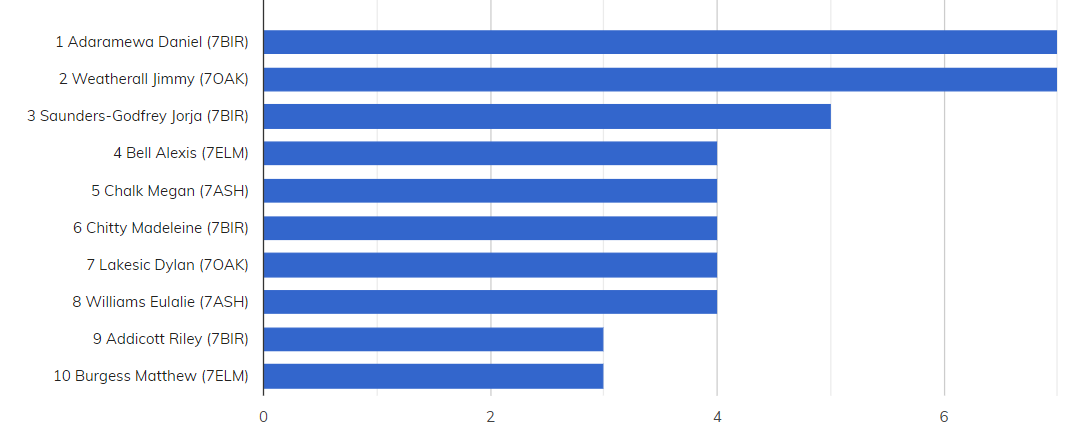 1 Adaramewa Daniel (7BIR)
2 Weatherall Jimmy (7OAK)
3 Saunders-Godfrey Jorja (7BIR)
4 Bell Alexis (7ELM)
5 Chalk Megan (7ASH)
6 Chitty Madeleine (7BIR)
7 Lakesic Dylan (7OAK)
8 Williams Eulalie (7ASH)
9 Addicott Riley (7BIR)
10 Burgess Matthew (7ELM)
0 2 4 6